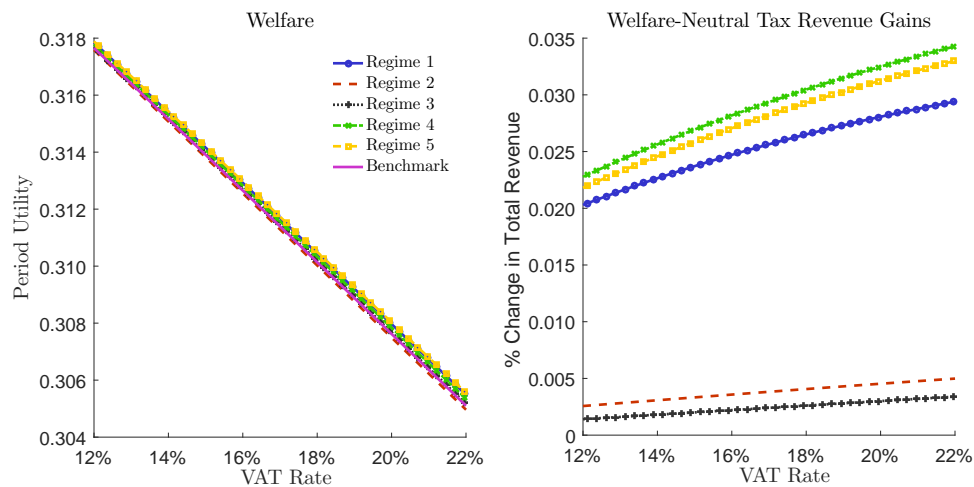 Welfare
0.318
0.316
0.314
0.312
0.310
0.308
0.306
0.304
Period Utility
12%
14%
16%
18%
20%
22%
VAT Rate
Regime 1
Regime 2
Regime 3
Regime 4
Regime 5
Benchmark
Welfare-Neutral Tax Revenue Gains
0.035
0.030
0.025
0.020
0.015
0.010
0.005
0
% Change in Total Revenue
12%
14%
16%
18%
20%
22%
VAT Rate